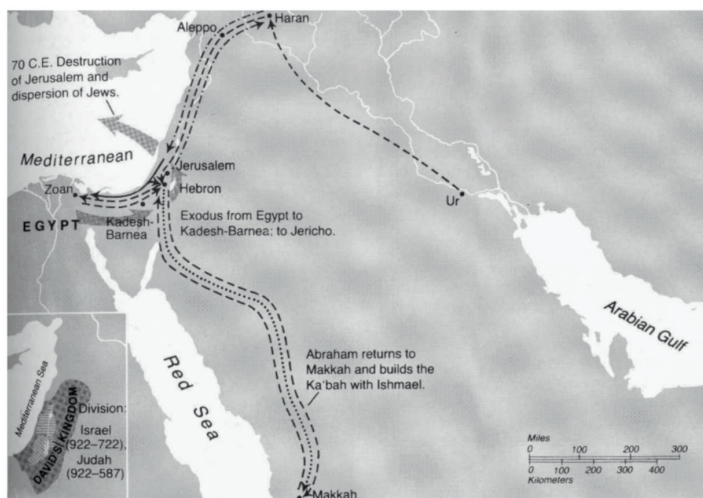 Aleppo
Haran
70 C.E. Destruction
of Jerusalem and
dispersion of Jews.
Mediterranean
Jerusalem
Zoan
Hebron
Ur
EGYPT
Kadesh-
Barnea
Exodus from Egypt to
Kadesh-Barnea; to Jericho.
Arabian Gulf
Red Sea
Abraham returns to
Makkah and builds the
Ka'bah with Ishmael.
Mediterranean Sea
DAVID'S KINGDOM
Division:
Israel
(922–722),
Judah
(922–587)
Miles
0 100 200 300
0 100 200 300 400
Kilometers
Makkah